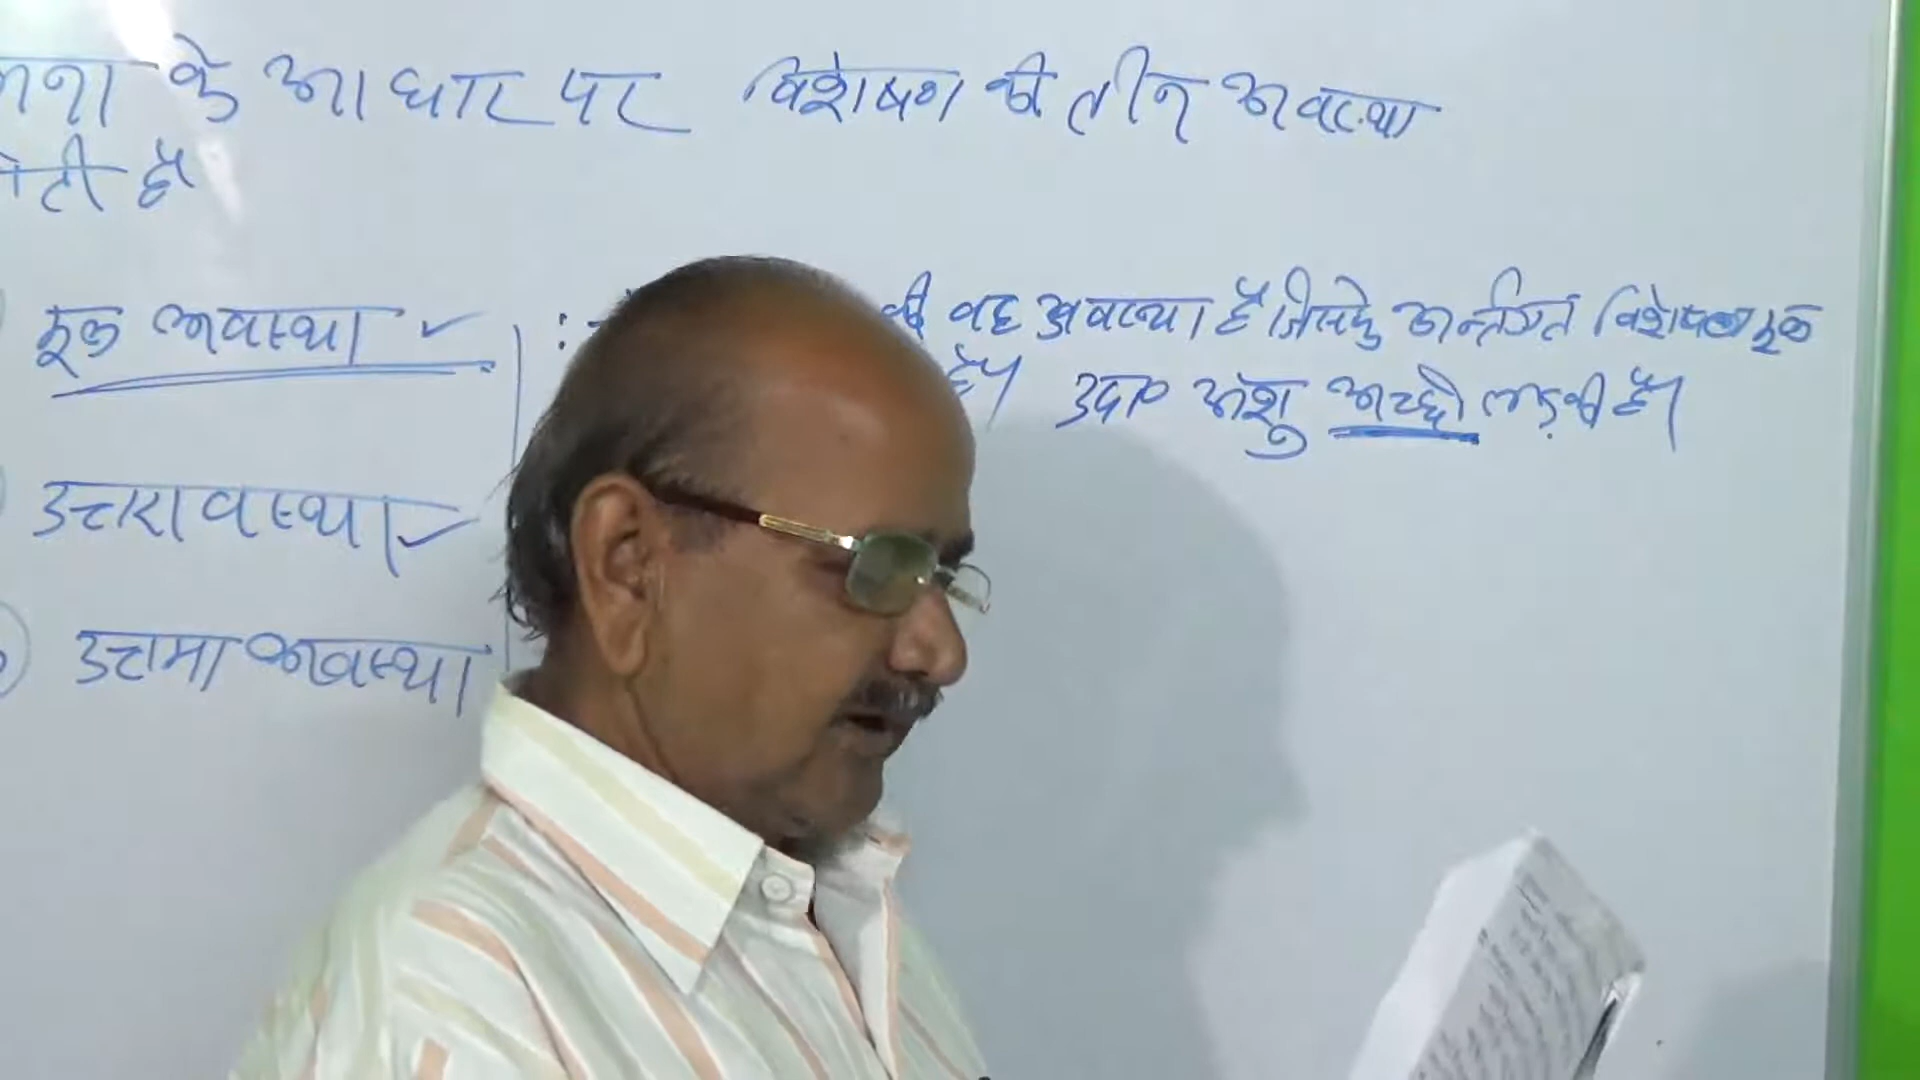 के आधार पर विशेषण की तीन अवस्था
है
मूल अवस्था
की वह अवस्था है जिसके अन्तर्गत विशेषण मूल
है। उदा० अंशु अच्छी लड़की है।
उत्तरावस्था
उत्तमा अवस्था